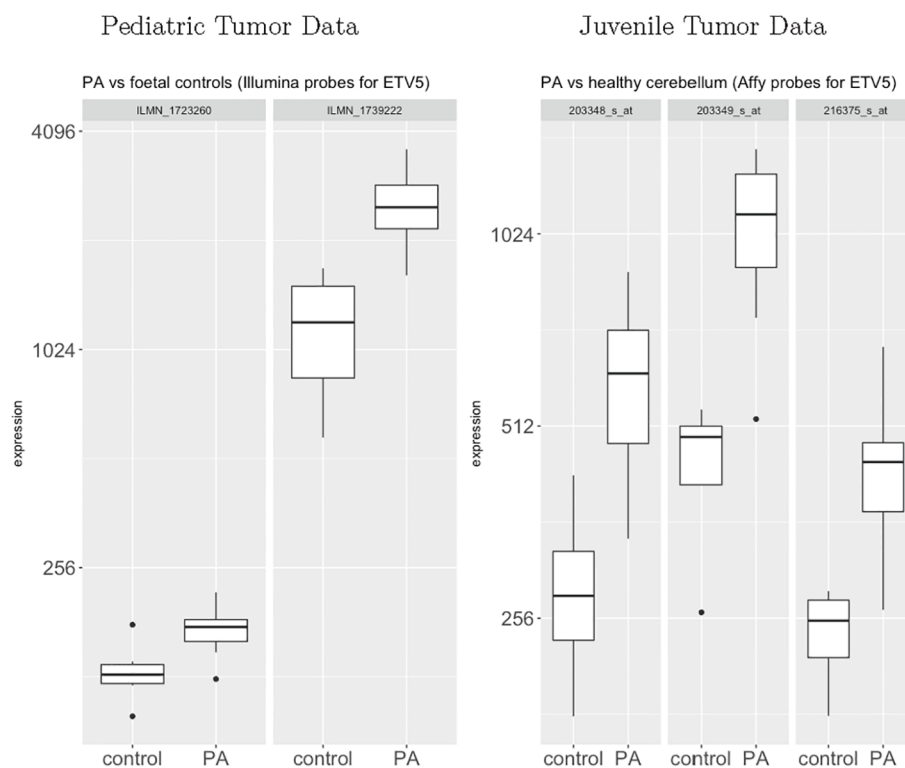 Pediatric Tumor Data
PA vs foetal controls (Illumina probes for ETV5)
ILMN_1723260
ILMN_1739222
4096
1024
256
expression
control
PA
control
PA
Juvenile Tumor Data
PA vs healthy cerebellum (Affy probes for ETV5)
203348_s_at
203349_s_at
216375_s_at
1024
512
256
expression
control
PA
control
PA
control
PA